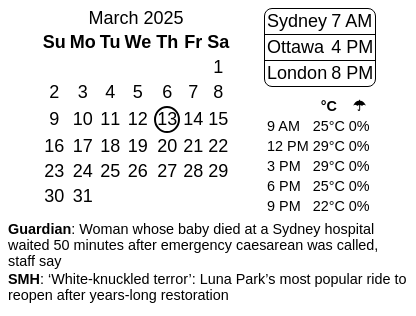 March 2025
Su Mo Tu We Th Fr Sa
1
2 3 4 5 6 7 8
9 10 11 12 13 14 15
16 17 18 19 20 21 22
23 24 25 26 27 28 29
30 31
Sydney 7 AM
Ottawa 4 PM
London 8 PM
°C ☂
9 AM 25°C 0%
12 PM 29°C 0%
3 PM 29°C 0%
6 PM 25°C 0%
9 PM 22°C 0%
Guardian: Woman whose baby died at a Sydney hospital
waited 50 minutes after emergency caesarean was called,
staff say
SMH: ‘White-knuckled terror’: Luna Park’s most popular ride to
reopen after years-long restoration